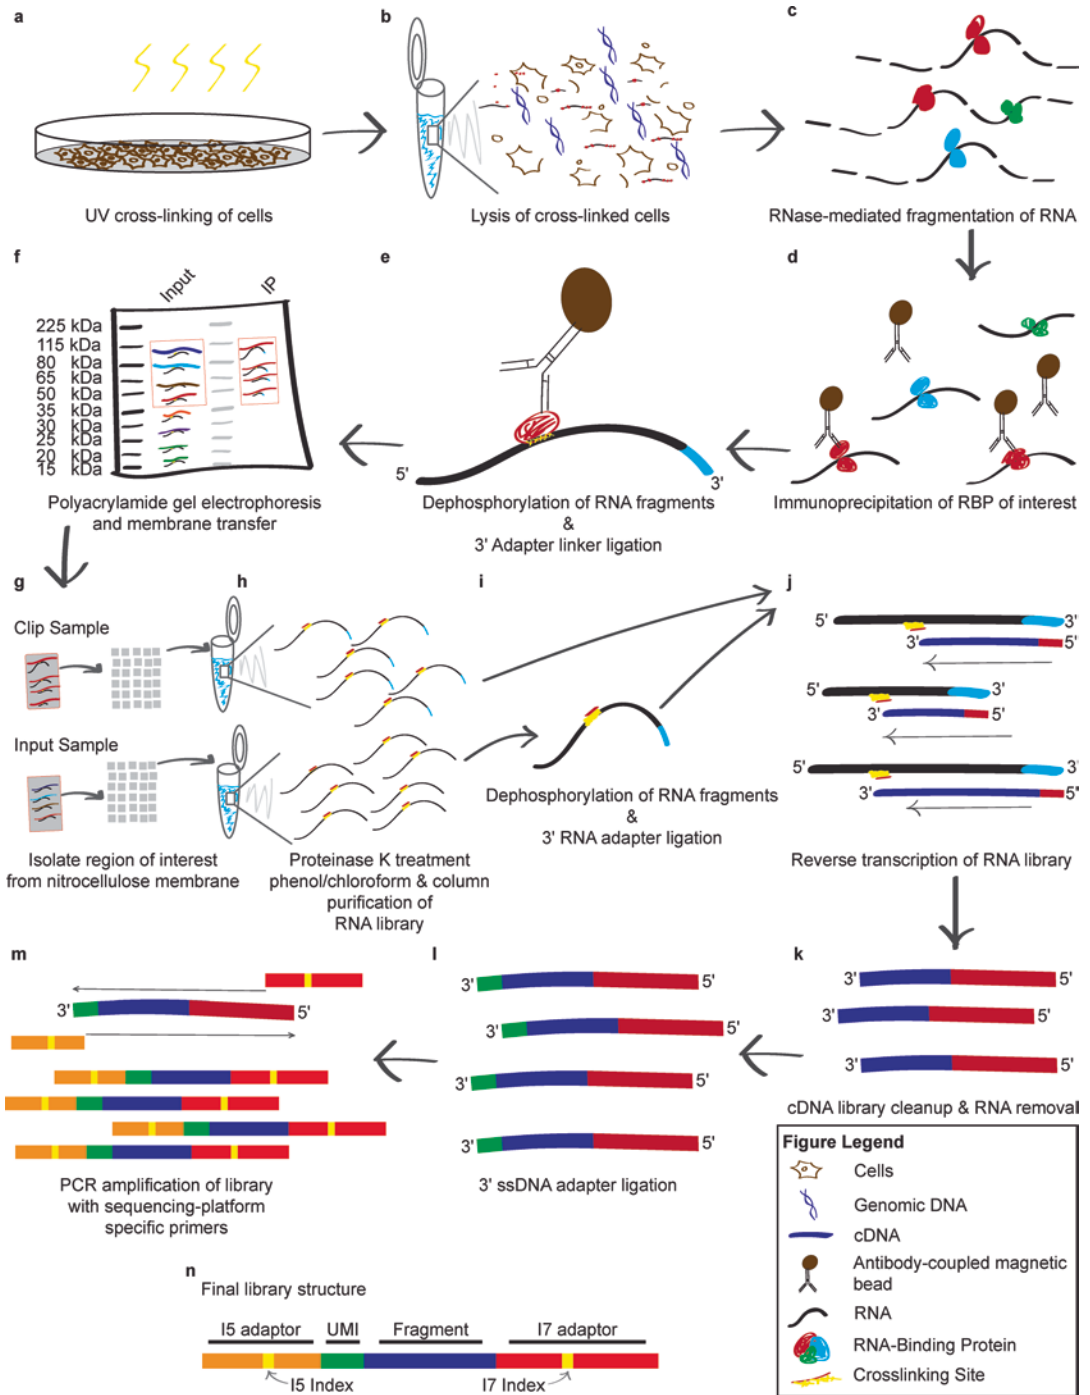 a
UV cross-linking of cells
b
Lysis of cross-linked cells
c
RNase-mediated fragmentation of RNA
f
Input
IP
225 kDa
115 kDa
80 kDa
65 kDa
50 kDa
35 kDa
30 kDa
25 kDa
20 kDa
15 kDa
Polyacrylamide gel electrophoresis
and membrane transfer
e
5'
3'
Dephosphorylation of RNA fragments
&
3' Adapter linker ligation
d
Immunoprecipitation of RBP of interest
g
Clip Sample
Input Sample
Isolate region of interest
from nitrocellulose membrane
h
Proteinase K treatment
phenol/chloroform & column
purification of
RNA library
i
Dephosphorylation of RNA fragments
&
3' RNA adapter ligation
j
5'
3'
3'
5'
5'
3'
3'
5'
5'
3'
3'
5'
Reverse transcription of RNA library
m
3'
5'
PCR amplification of library
with sequencing-platform
specific primers
l
3'
5'
3'
5'
3'
5'
3'
5'
3' ssDNA adapter ligation
k
3'
5'
3'
5'
3'
5'
cDNA library cleanup & RNA removal
Figure Legend
Cells
Genomic DNA
cDNA
Antibody-coupled magnetic
bead
RNA
RNA-Binding Protein
Crosslinking Site
n
Final library structure
I5 adaptor
UMI
Fragment
I7 adaptor
I5 Index
I7 Index